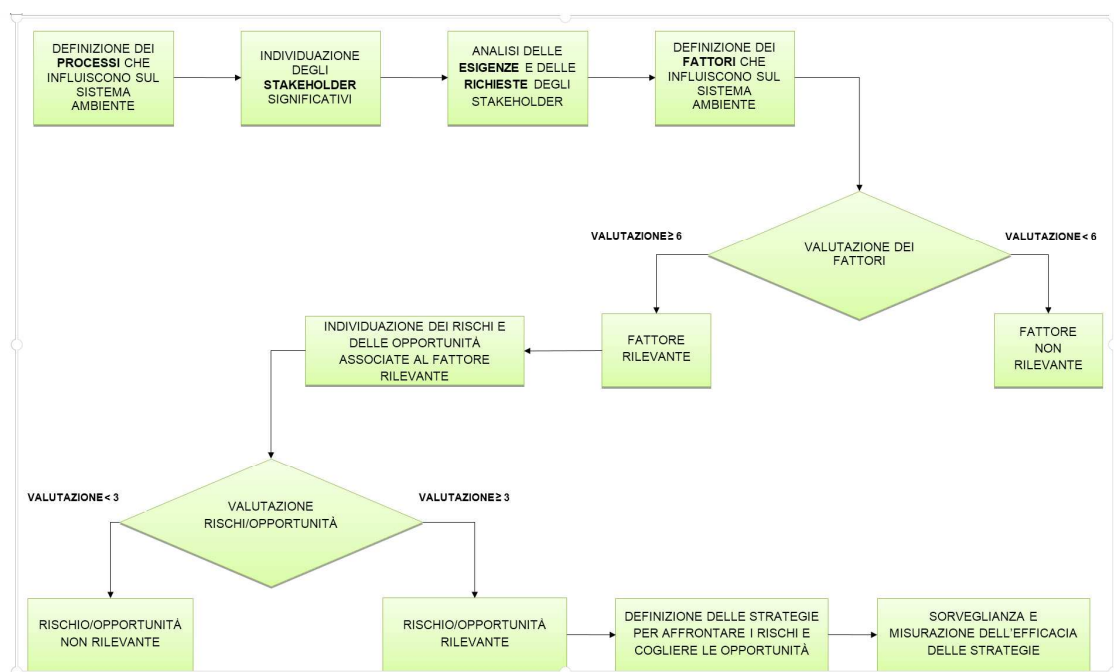 DEFINIZIONE DEI
PROCESSI CHE
INFLUISCONO SUL
SISTEMA
AMBIENTE
INDIVIDUAZIONE
DEGLI
STAKEHOLDER
SIGNIFICATIVI
ANALISI DELLE
ESIGENZE E DELLE
RICHIESTE DEGLI
STAKEHOLDER
DEFINIZIONE DEI
FATTORI CHE
INFLUISCONO SUL
SISTEMA
AMBIENTE
VALUTAZIONE≥ 6
VALUTAZIONE DEI
FATTORI
VALUTAZIONE< 6
INDIVIDUAZIONE DEI RISCHI E
DELLE OPPORTUNITÀ
ASSOCIATE AL FATTORE
RILEVANTE
FATTORE
RILEVANTE
FATTORE
NON
RILEVANTE
VALUTAZIONE< 3
VALUTAZIONE
RISCHI/OPPORTUNITÀ
VALUTAZIONE≥ 3
RISCHIO/OPPORTUNITÀ
NON RILEVANTE
RISCHIO/OPPORTUNITÀ
RILEVANTE
DEFINIZIONE DELLE STRATEGIE
PER AFFRONTARE I RISCHI E
COGLIERE LE OPPORTUNITÀ
SORVEGLIANZA E
MISURAZIONE DELL'EFFICACIA
DELLE STRATEGIE